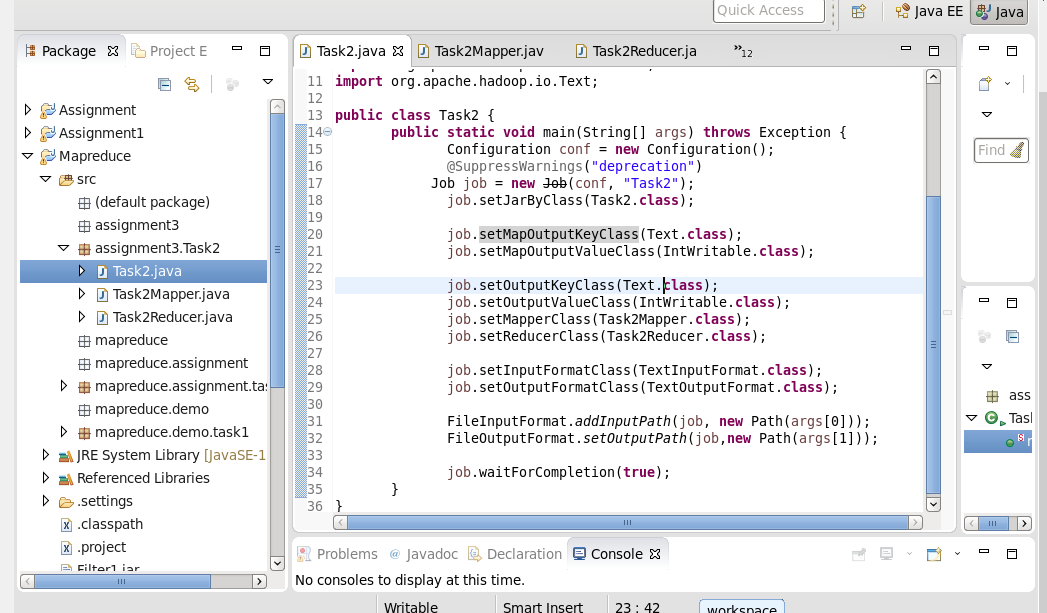 Quick Access
Java EE
Java
Package
Project E
Task2.java
Task2Mapper.jav
Task2Reducer.ja
»12
Assignment
Assignment1
Mapreduce
src
(default package)
assignment3
assignment3.Task2
Task2.java
Task2Mapper.java
Task2Reducer.java
mapreduce
mapreduce.assignment
mapreduce.assignment.ta
mapreduce.demo
mapreduce.demo.task1
JRE System Library [JavaSE-1
Referenced Libraries
.settings
.classpath
.project
Filter1.jar
11 import org.apache.hadoop.io.Text;
12
13 public class Task2 {
14 public static void main(String[] args) throws Exception {
15 Configuration conf = new Configuration();
16 @SuppressWarnings("deprecation")
17 Job job = new Job(conf, "Task2");
18 job.setJarByClass(Task2.class);
19
20 job.setMapOutputKeyClass(Text.class);
21 job.setMapOutputValueClass(IntWritable.class);
22
23 job.setOutputKeyClass(Text.class);
24 job.setOutputValueClass(IntWritable.class);
25 job.setMapperClass(Task2Mapper.class);
26 job.setReducerClass(Task2Reducer.class);
27
28 job.setInputFormatClass(TextInputFormat.class);
29 job.setOutputFormatClass(TextOutputFormat.class);
30
31 FileInputFormat.addInputPath(job, new Path(args[0]));
32 FileOutputFormat.setOutputPath(job,new Path(args[1]));
33
34 job.waitForCompletion(true);
35 }
36 }
Find
ass
Tas
Problems
Javadoc
Declaration
Console
No consoles to display at this time.
Writable
Smart Insert
23 : 42
workspace